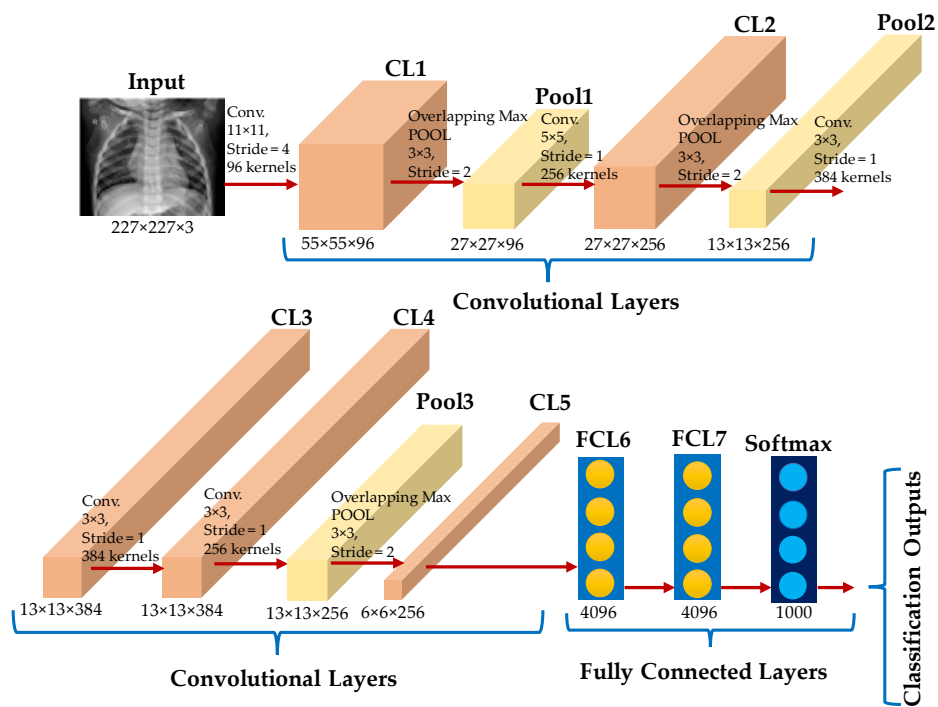 Input
Conv.
11×11,
Stride = 4
96 kernels
227×227×3
CL1
55×55×96
Overlapping Max
POOL
3×3,
Stride = 2
Pool1
27×27×96
Conv.
5×5,
Stride = 1
256 kernels
CL2
27×27×256
Overlapping Max
POOL
3×3,
Stride = 2
Pool2
13×13×256
Conv.
3×3,
Stride = 1
384 kernels
Convolutional Layers
CL3
13×13×384
Conv.
3×3,
Stride = 1
384 kernels
CL4
13×13×384
Conv.
3×3,
Stride = 1
256 kernels
Pool3
13×13×256
Overlapping Max
POOL
3×3,
Stride = 2
CL5
6×6×256
Convolutional Layers
FCL6
4096
FCL7
4096
Softmax
1000
Fully Connected Layers
Classification Outputs